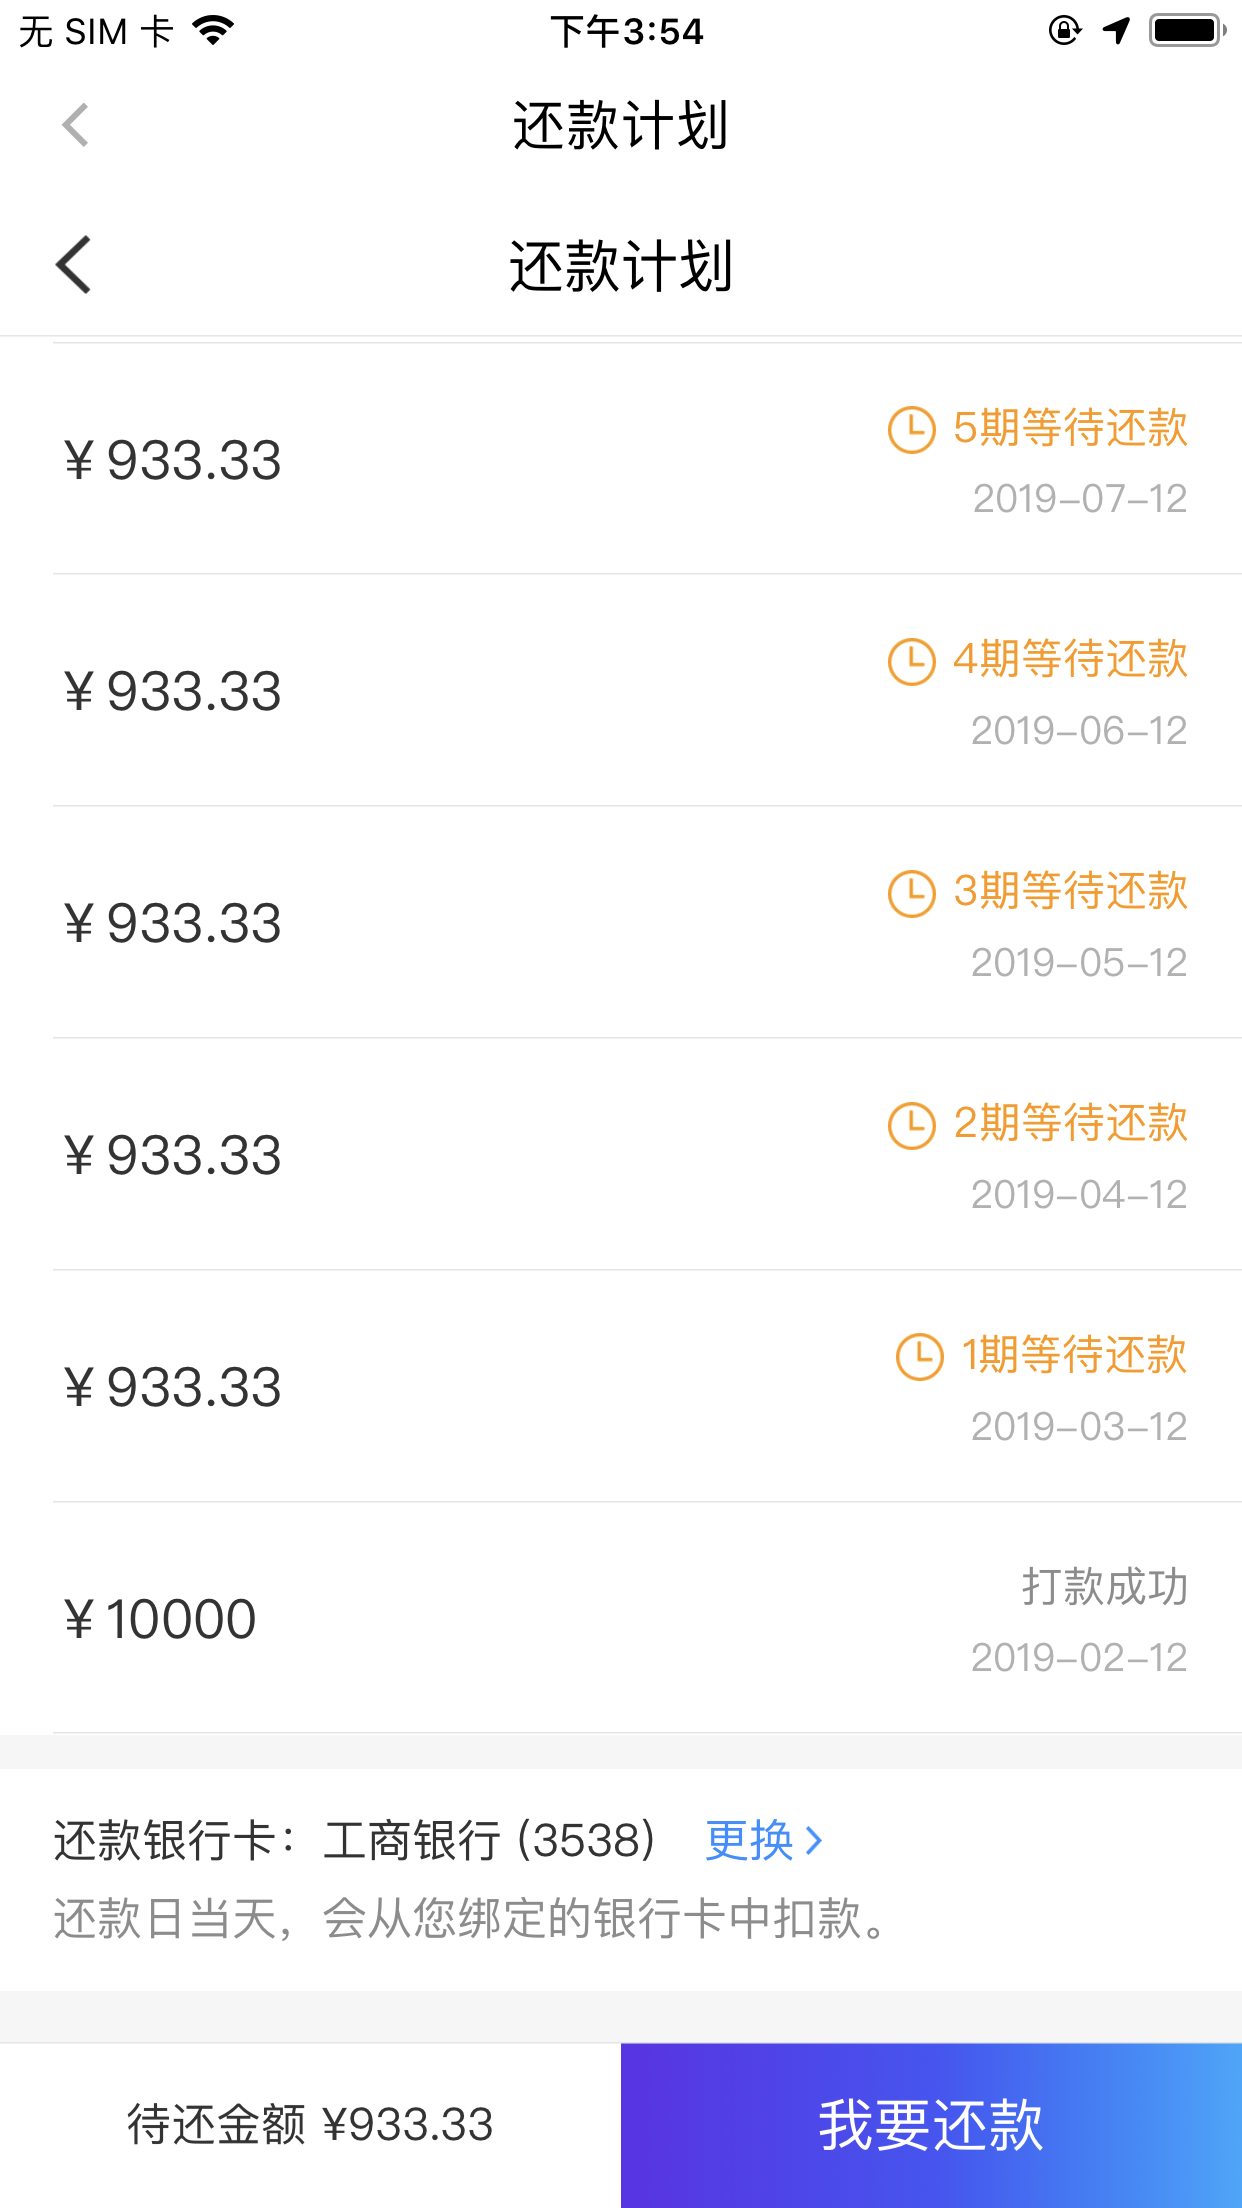 无 SIM 卡
下午3:54
还款计划
还款计划
¥ 933.33
5期等待还款
2019-07-12
¥ 933.33
4期等待还款
2019-06-12
¥ 933.33
3期等待还款
2019-05-12
¥ 933.33
2期等待还款
2019-04-12
¥ 933.33
1期等待还款
2019-03-12
¥ 10000
打款成功
2019-02-12
还款银行卡：工商银行 (3538) 更换
还款日当天，会从您绑定的银行卡中扣款。
待还金额 ¥933.33
我要还款